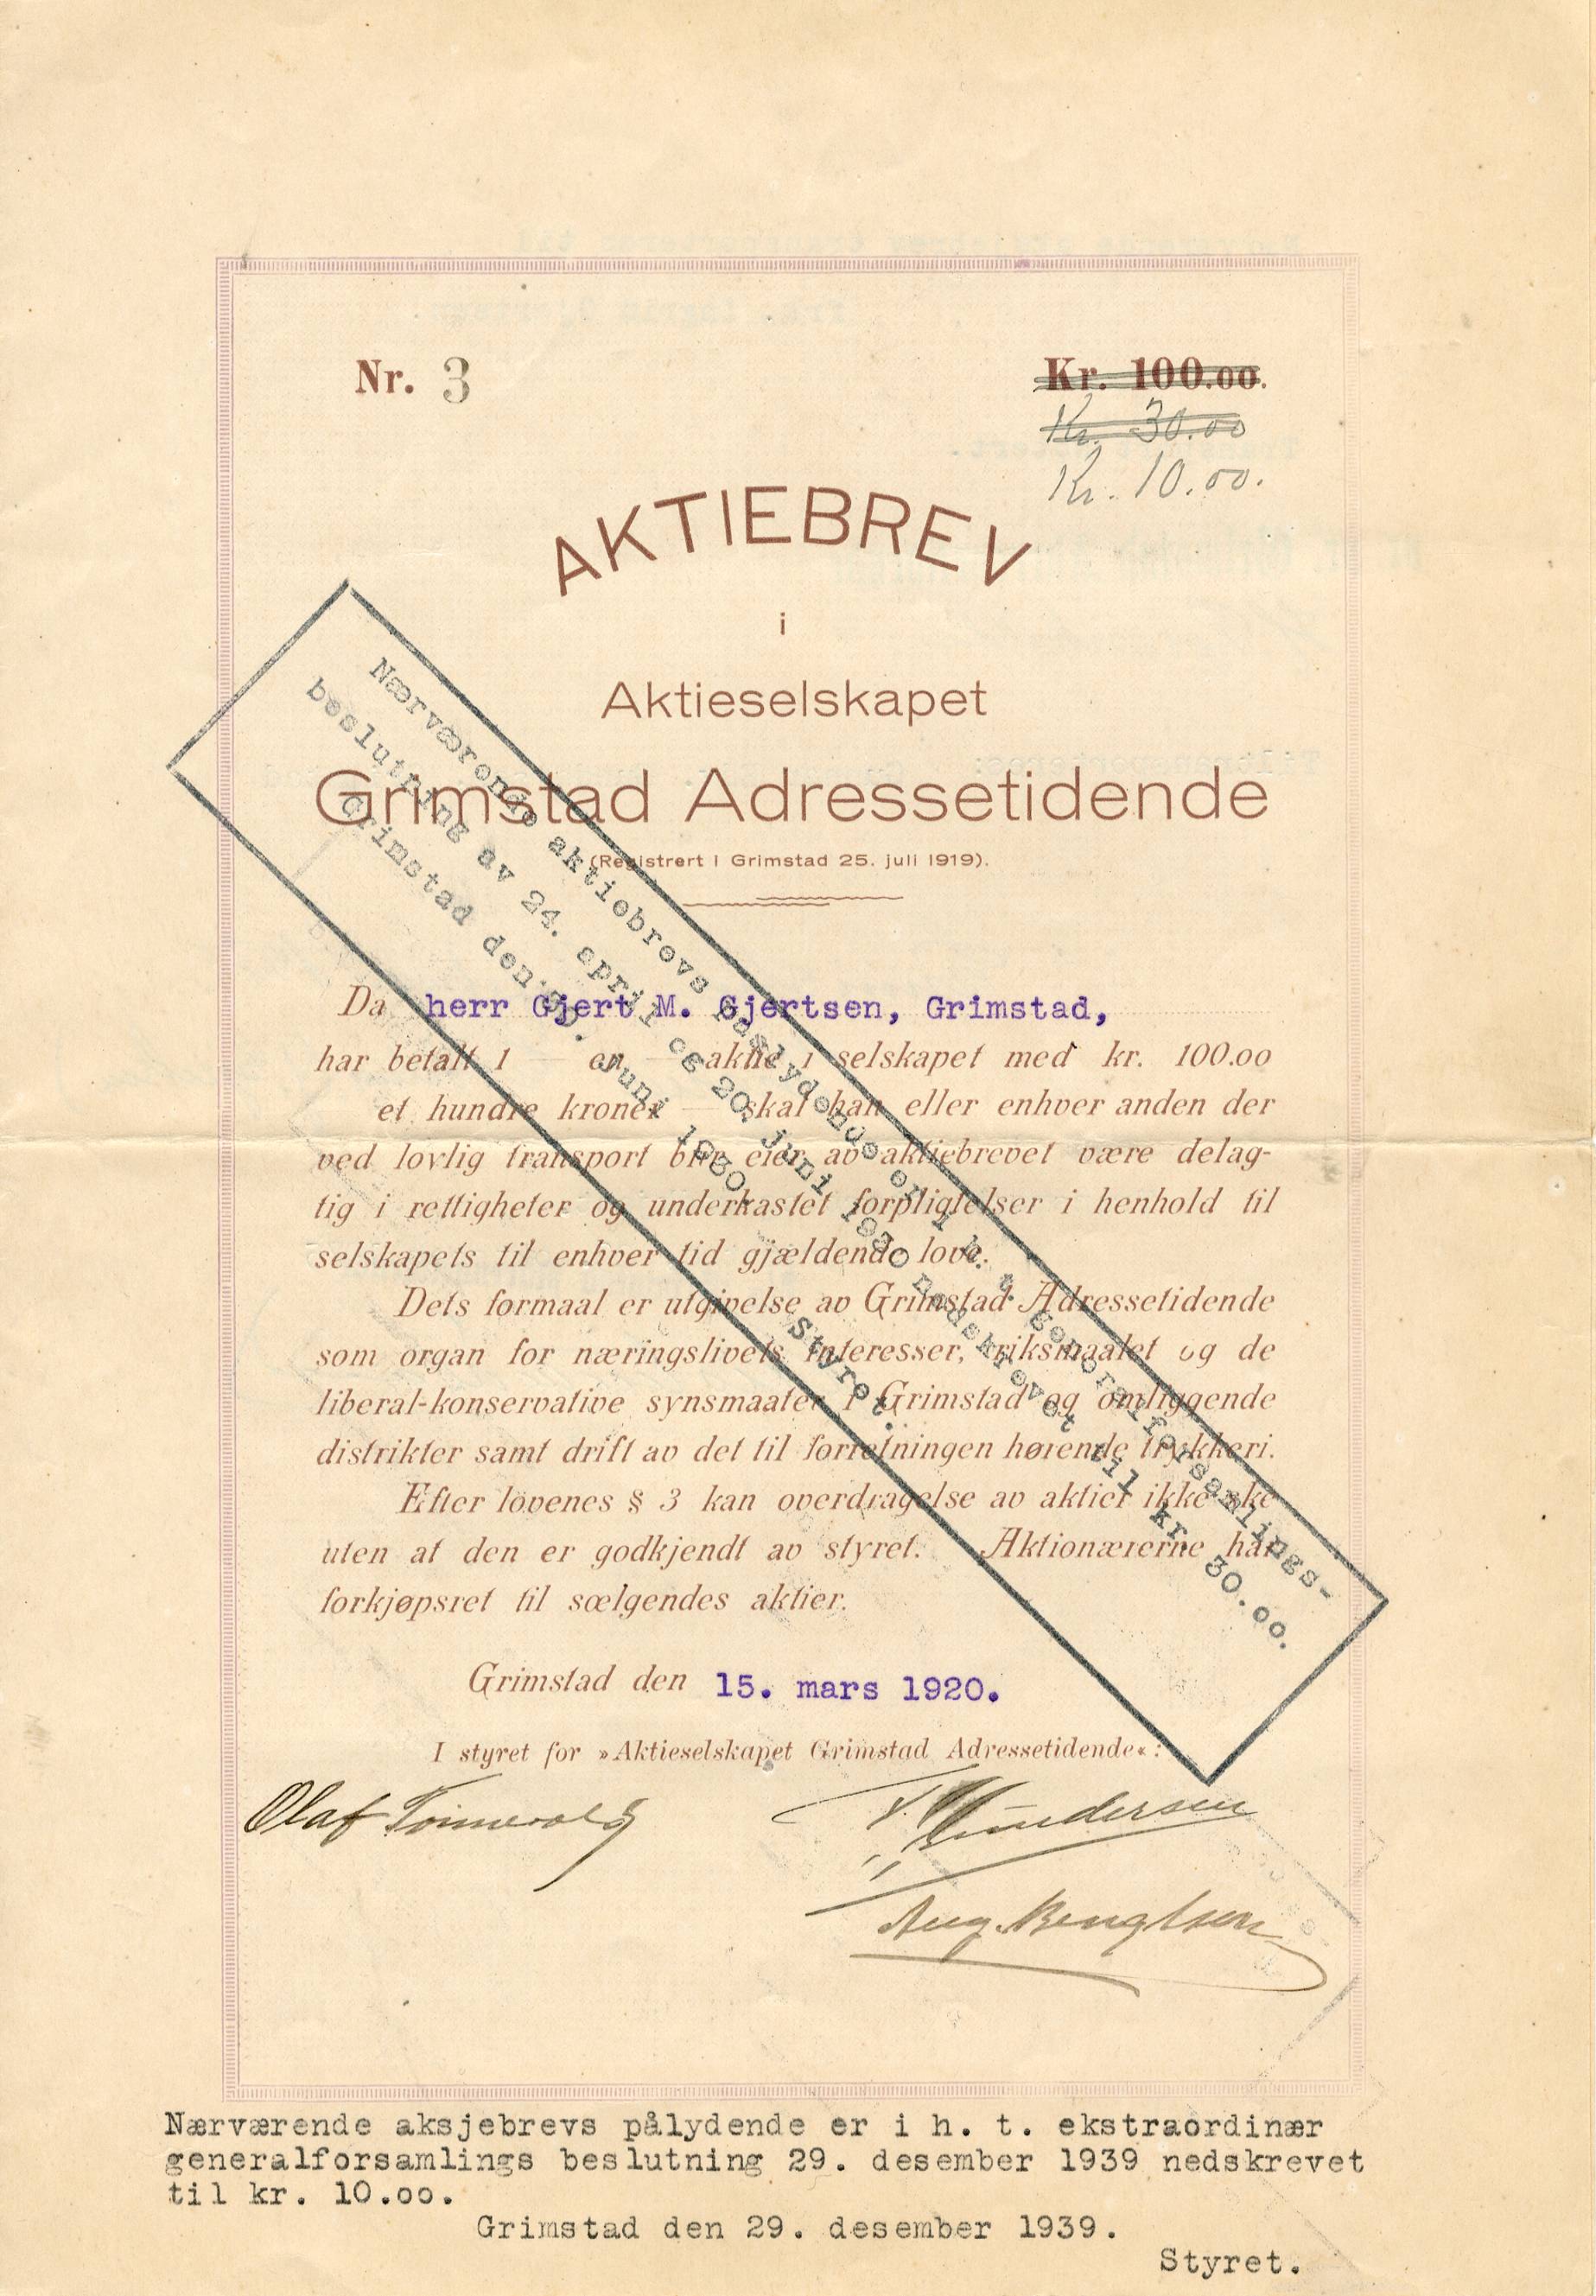 Nr. 3
Kr. 100.00.
Kr. 30.00
Kr. 10.00.
AKTIEBREV
i
Aktieselskapet
Grimstad Adressetidende
(Registrert i Grimstad 25. juli 1919).
Da herr Gjert M. Gjertsen, Grimstad,
har betalt 1 — en — aktie i selskapet med kr. 100.00
et hundre kroner — skal han eller enhver anden der
ved lovlig transport blir eier av aktiebrevet være delag-
tig i rettigheter og underkastet forpligtelser i henhold til
selskapets til enhver tid gjældende love.
Dets formaal er utgivelse av Grimstad Adressetidende
som organ for næringslivets interesser, riksmaalet og de
liberal-konservative synsmaater i Grimstad og omliggende
distrikter samt drift av det til forretningen hørende trykkeri.
Efter lovenes § 3 kan overdragelse av aktier ikke ske
uten at den er godkjendt av styret. Aktionærerne har
forkjøpsret til sælgendes aktier.
Grimstad den 15. mars 1920.
I styret for »Aktieselskapet Grimstad Adressetidende«:
Olaf
Gundersen
Aug. Bengtsen
Nærværende aktiebrevs paalydende er i h. t. generalforsamlings-
beslutning av 24. april og 20. juni 1930 nedskrevet til kr. 30.00.
Grimstad den juni 1930.
Styret.
Nærværende aksjebrevs pålydende er i h. t. ekstraordinær
generalforsamlings beslutning 29. desember 1939 nedskrevet
til kr. 10.00.
Grimstad den 29. desember 1939.
Styret.